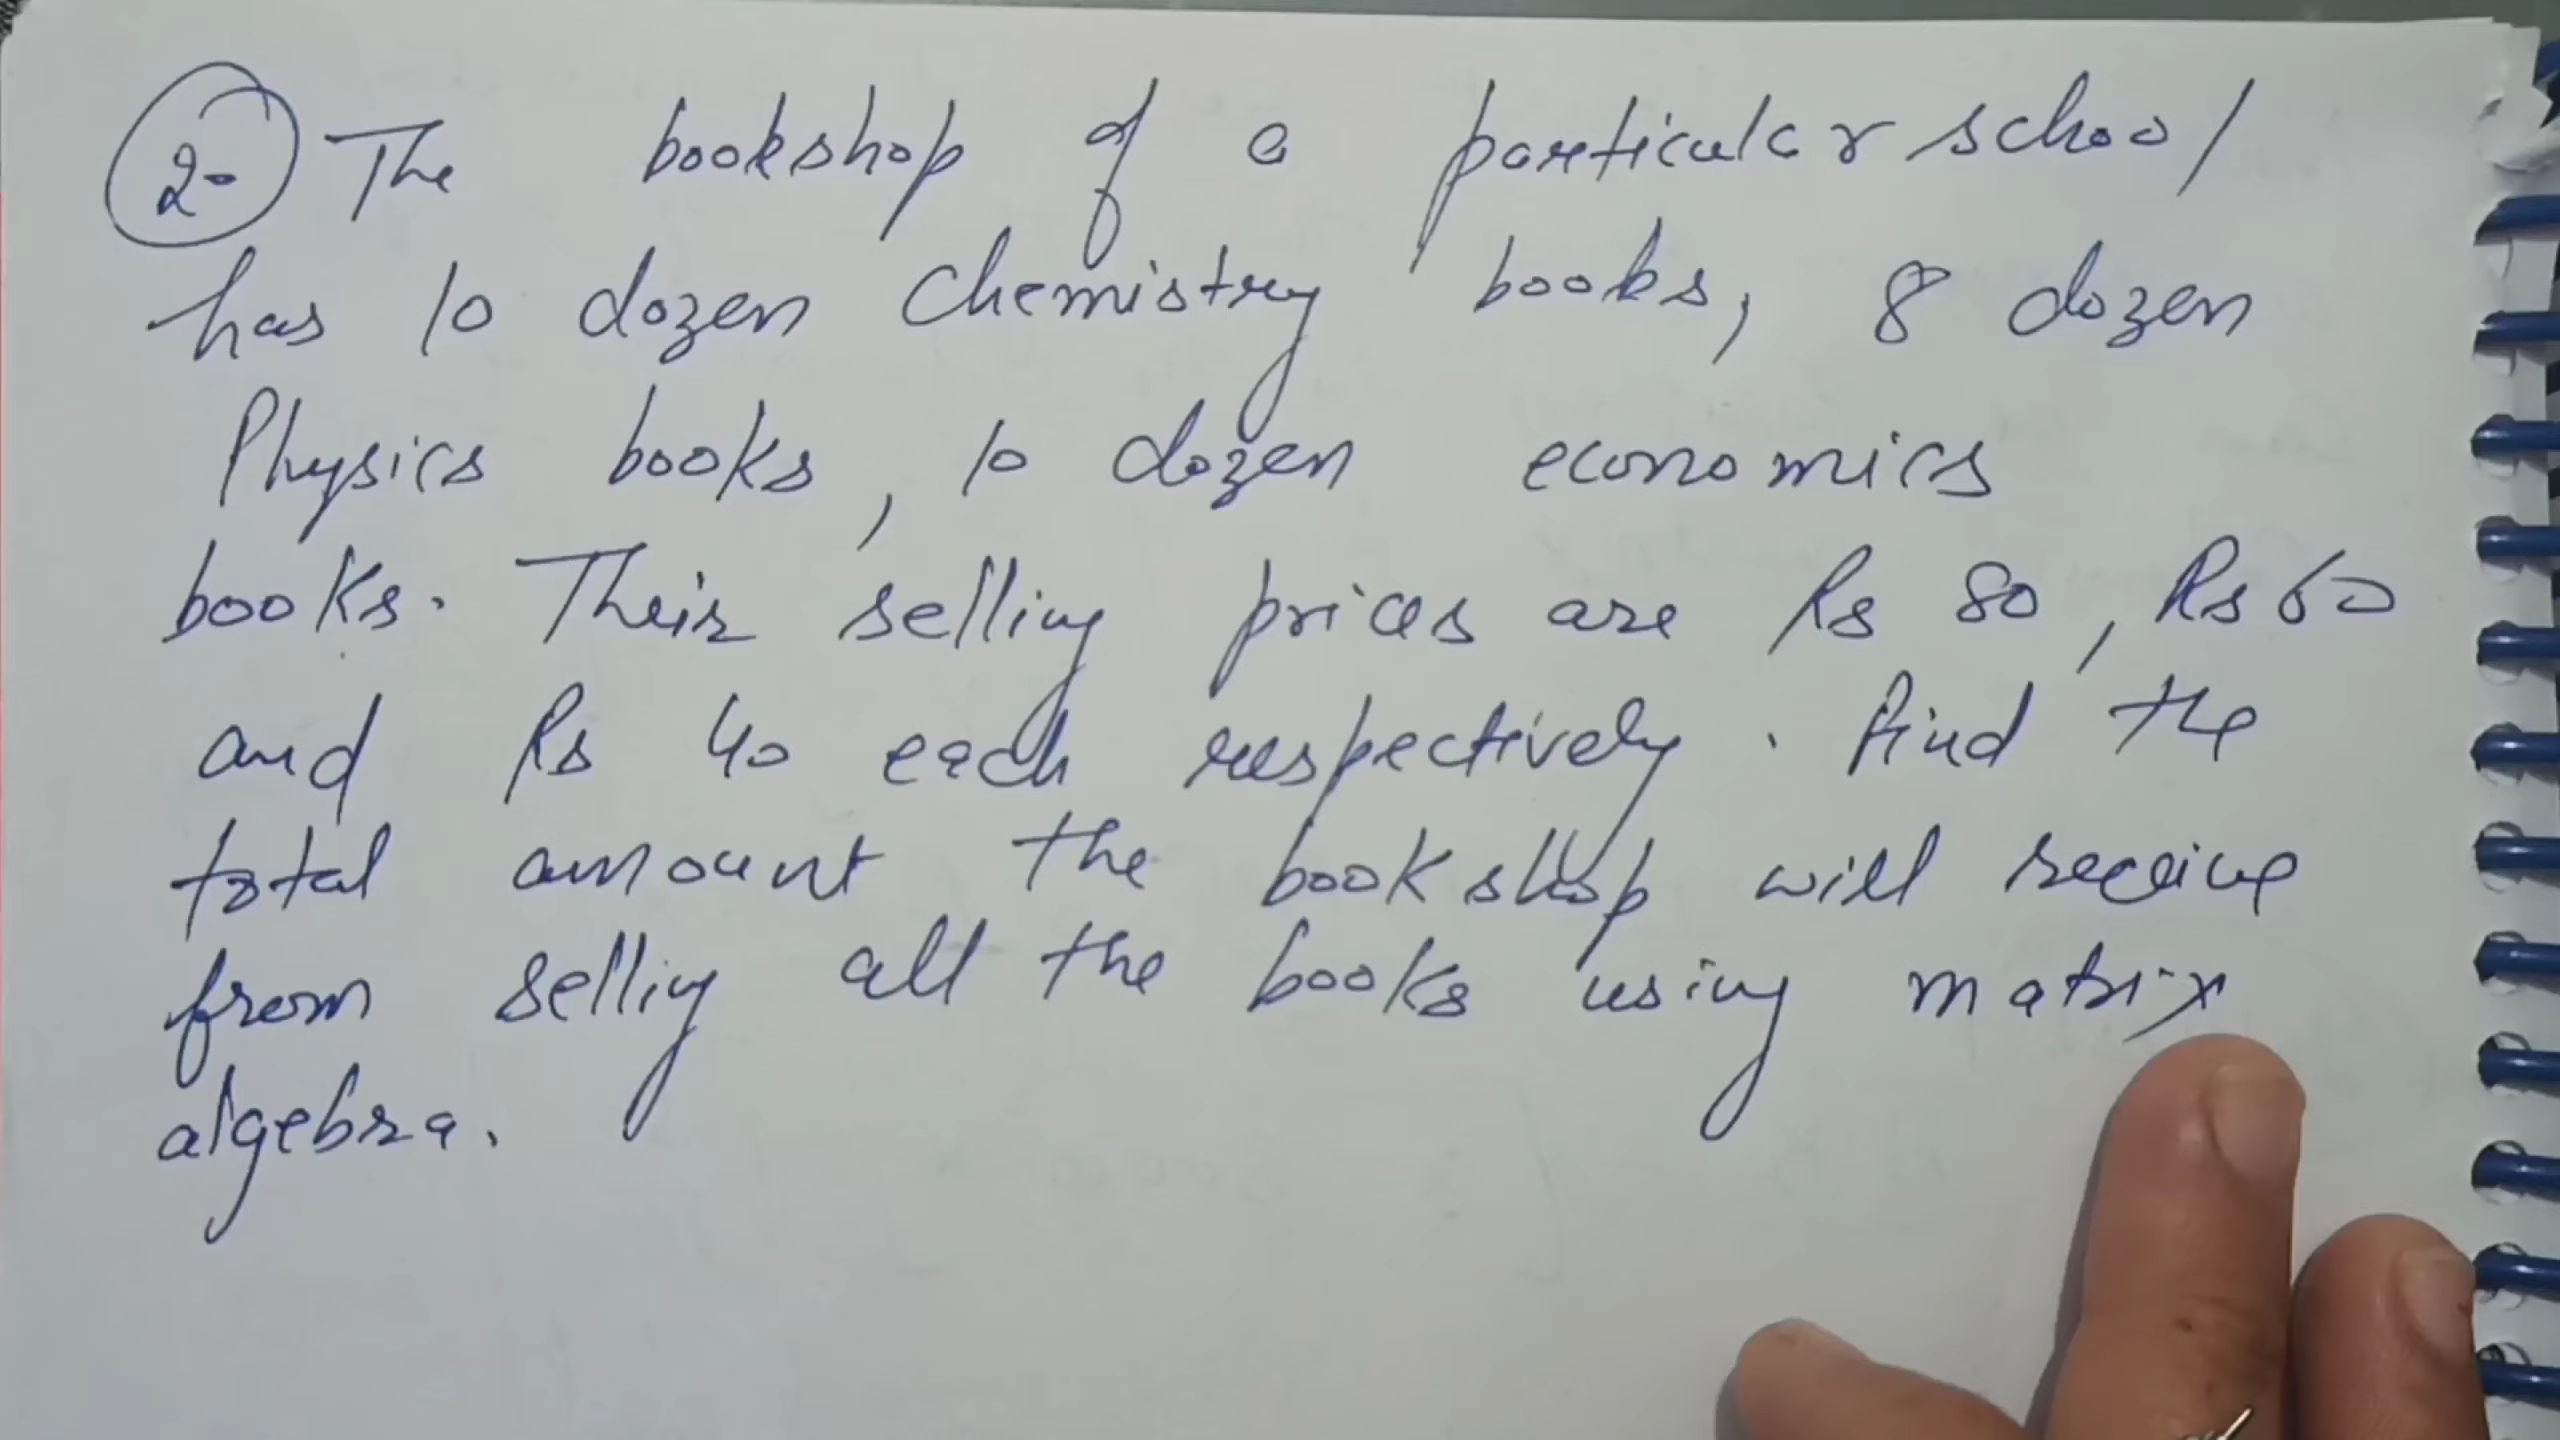 2- The bookshop of a particular school
has 10 dozen Chemistry books, 8 dozen
Physics books, 10 dozen economics
books. Their selling prices are Rs 80, Rs 60
and Rs 40 each respectively. Find the
total amount the bookshop will receive
from selling all the books using matrix
algebra.